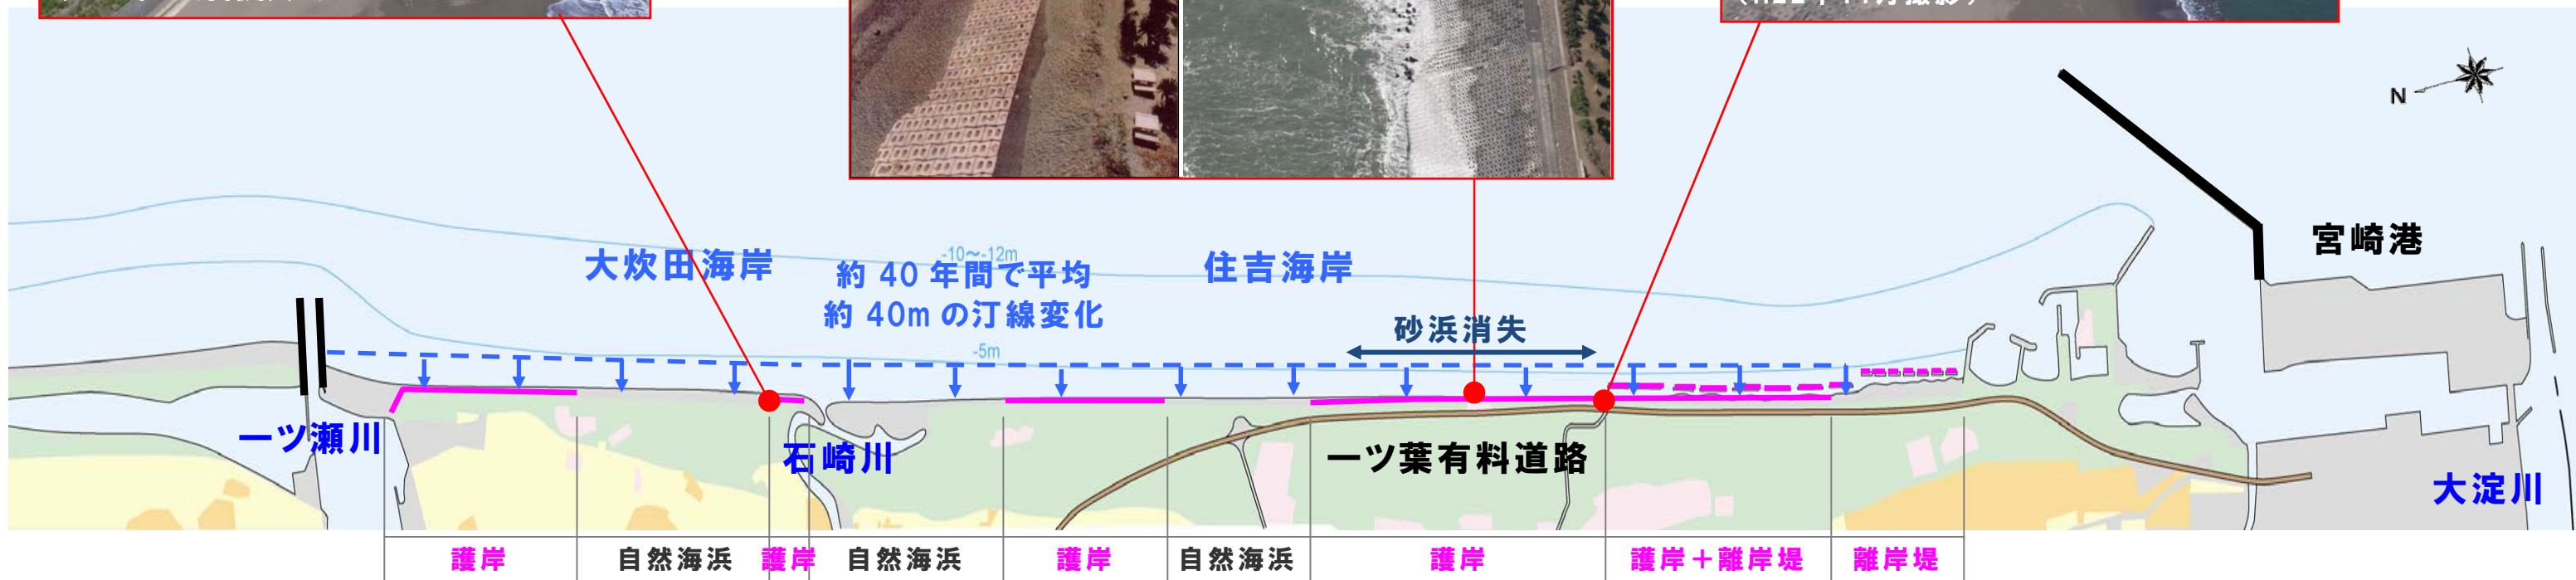 N
宮崎港
-10～-12m
大炊田海岸
約 40 年間で平均
約 40m の汀線変化
住吉海岸
砂浜消失
-5m
一ツ瀬川
石崎川
一ツ葉有料道路
大淀川
護岸
自然海浜
護岸
自然海浜
護岸
自然海浜
護岸
護岸＋離岸堤
離岸堤